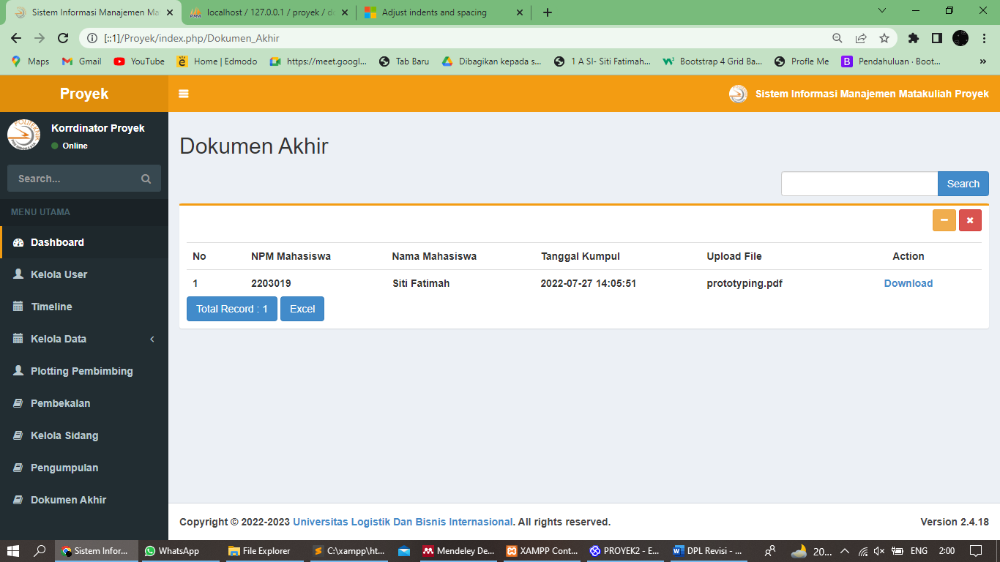 Sistem Informasi Manajemen Ma
localhost / 127.0.0.1 / proyek / d
Adjust indents and spacing
[::1]/Proyek/index.php/Dokumen_Akhir
Maps Gmail YouTube Home | Edmodo https://meet.googl... Tab Baru Dibagikan kepada s... 1 A SI- Siti Fatimah... Bootstrap 4 Grid Ba... Profle Me Pendahuluan · Boot... »
Proyek
Sistem Informasi Manajemen Matakuliah Proyek
Korrdinator Proyek
Online
Search...
MENU UTAMA
Dashboard
Kelola User
Timeline
Kelola Data
Plotting Pembimbing
Pembekalan
Kelola Sidang
Pengumpulan
Dokumen Akhir
Dokumen Akhir
Search
No NPM Mahasiswa Nama Mahasiswa Tanggal Kumpul Upload File Action
1 2203019 Siti Fatimah 2022-07-27 14:05:51 prototyping.pdf Download
Total Record : 1 Excel
Copyright © 2022-2023 Universitas Logistik Dan Bisnis Internasional. All rights reserved.
Version 2.4.18
Sistem Infor... WhatsApp File Explorer C:\xampp\ht... Mendeley De... XAMPP Cont... PROYEK2 - E... DPL Revisi - ... 20... ENG 2:00